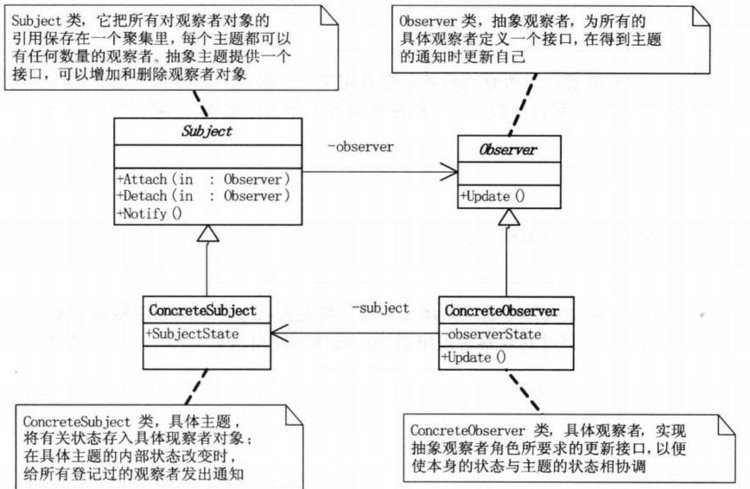 Subject 类，它把所有对观察者对象的
引用保存在一个聚集里，每个主题都可以
有任何数量的观察者。抽象主题提供一个
接口，可以增加和删除观察者对象
Observer 类，抽象观察者，为所有的
具体观察者定义一个接口，在得到主题
的通知时更新自己
Subject
+Attach(in : Observer)
+Detach(in : Observer)
+Notify()
-observer
Observer
+Update()
ConcreteSubject
+SubjectState
-subject
ConcreteObserver
-observerState
+Update()
ConcreteSubject 类，具体主题，
将有关状态存入具体现察者对象；
在具体主题的内部状态改变时，
给所有登记过的观察者发出通知
ConcreteObserver 类，具体观察者，实现
抽象观察者角色所要求的更新接口，以便
使本身的状态与主题的状态相协调